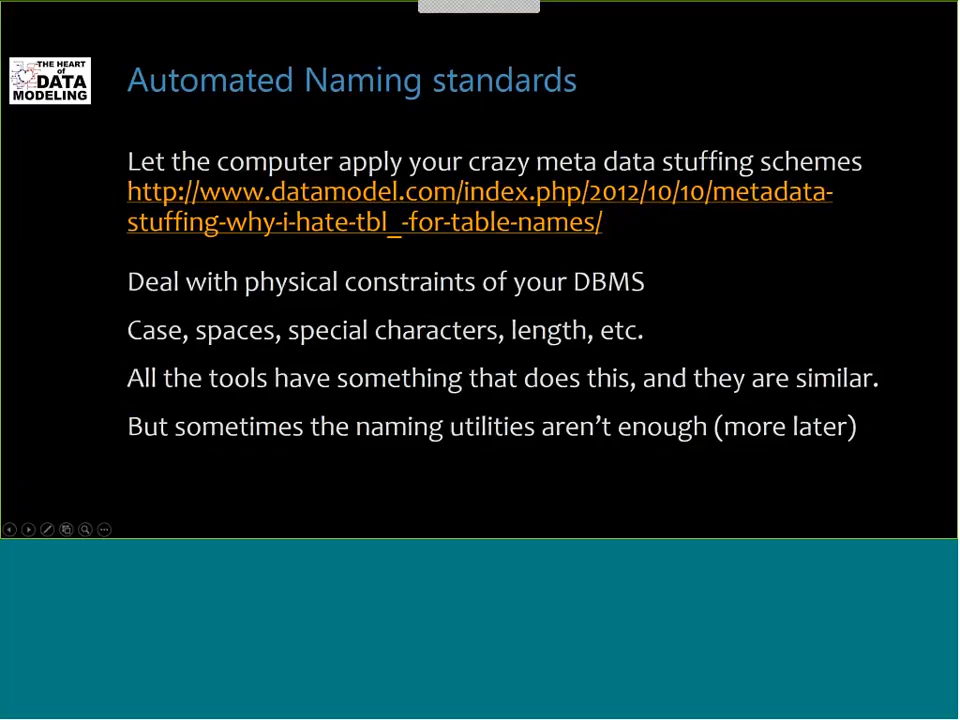 THE HEART
of
DATA
MODELING
Automated Naming standards
Let the computer apply your crazy meta data stuffing schemes
http://www.datamodel.com/index.php/2012/10/10/metadata-
stuffing-why-i-hate-tbl_-for-table-names/
Deal with physical constraints of your DBMS
Case, spaces, special characters, length, etc.
All the tools have something that does this, and they are similar.
But sometimes the naming utilities aren’t enough (more later)